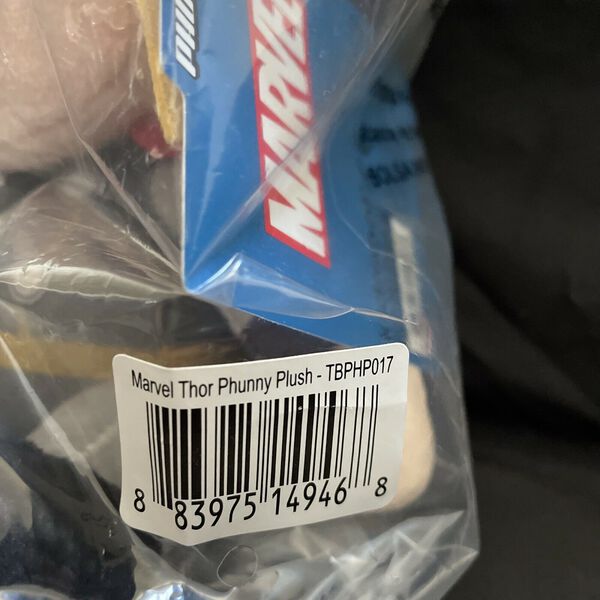 MARVEL
Marvel Thor Phunny Plush - TBPHP017
8 83975 14946 8